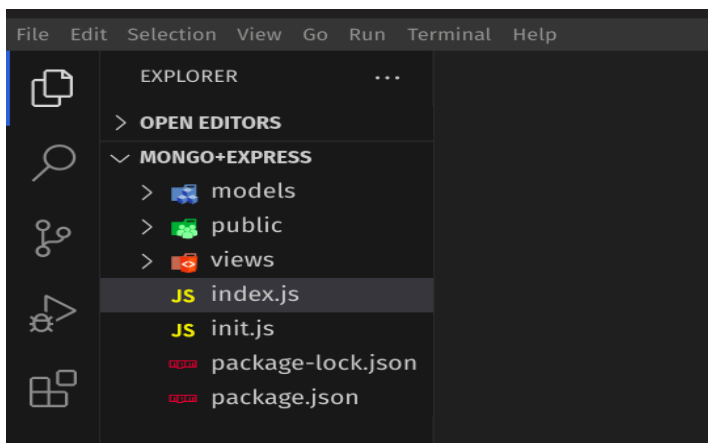 File Edit Selection View Go Run Terminal Help
EXPLORER ...
OPEN EDITORS
MONGO+EXPRESS
models
public
views
JS index.js
JS init.js
package-lock.json
package.json